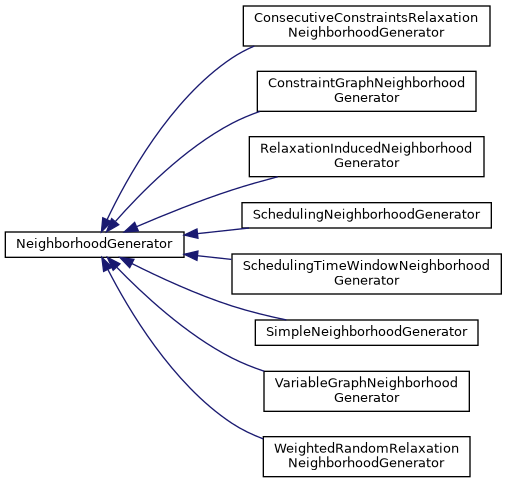 ConsecutiveConstraintsRelaxation
NeighborhoodGenerator
ConstraintGraphNeighborhood
Generator
RelaxationInducedNeighborhood
Generator
SchedulingNeighborhoodGenerator
NeighborhoodGenerator
SchedulingTimeWindowNeighborhood
Generator
SimpleNeighborhoodGenerator
VariableGraphNeighborhood
Generator
WeightedRandomRelaxation
NeighborhoodGenerator